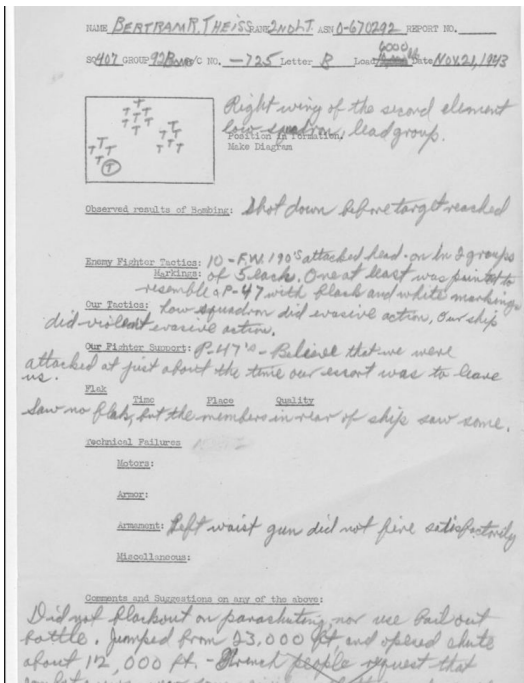 NAME BERTRAM R. THEISS RANK 2ND LT. ASN O-670292 REPORT NO.
SQ 407 GROUP 92 Bomb A/C NO. -725 Letter R Load 6000 Date Nov. 21, 1943
T T T T T T T T T T T T T T T T T T
Right wing of the second element
low squadron, lead group.
Position in Formation,
Make Diagram
Observed results of Bombing: Shot down before target reached
Enemy Fighter Tactics: 10 - F.W. 190's attacked head-on in 2 groups
Markings: of 5 each. One at least was painted to
resemble a P-47 with black and white markings
Our Tactics: Low squadron did evasive action, Our ship
did violent evasive action.
Our Fighter Support: P-47's - Believe that we were
attacked at just about the time our escort was to leave
us.
Flak
Time Place Quality
Saw no flak, but the members in rear of ship saw some.
Technical Failures
Motors:
Armor:
Armament: Left waist gun did not fire satisfactorily
Miscellaneous:
Comments and Suggestions on any of the above:
Did not blackout on parachuting, nor use bail out
bottle. Jumped from 23,000 ft and opened chute
about 12,000 ft. - French people request that